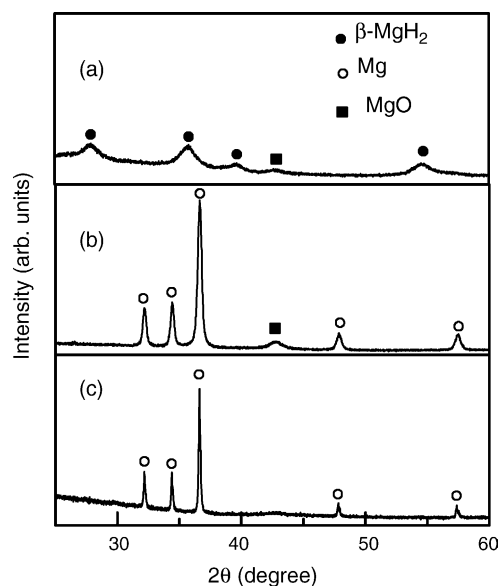 (a)
β-MgH₂
Mg
MgO
(b)
(c)
Intensity (arb. units)
30 40 50 60
2θ (degree)